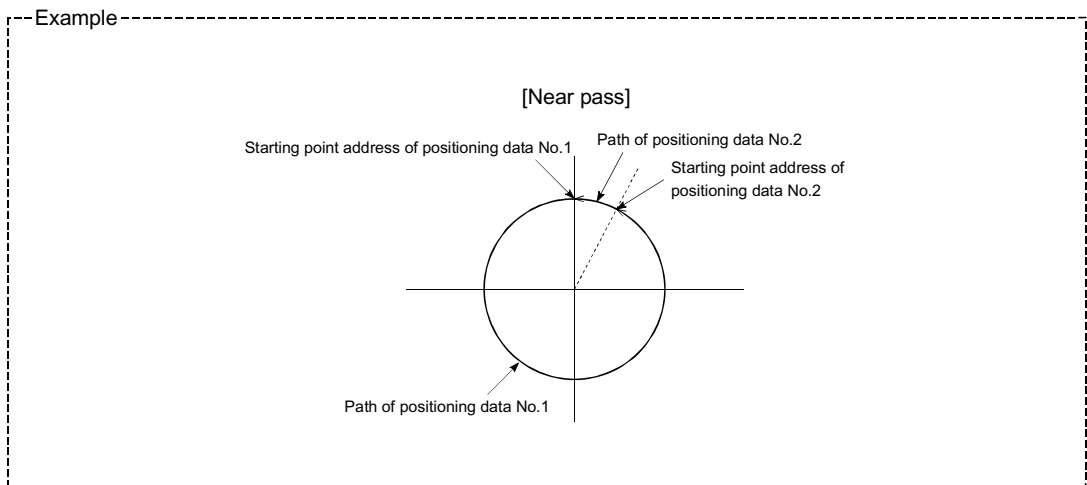 Example
[Near pass]
Starting point address of positioning data No.1
Path of positioning data No.2
Starting point address of
positioning data No.2
Path of positioning data No.1